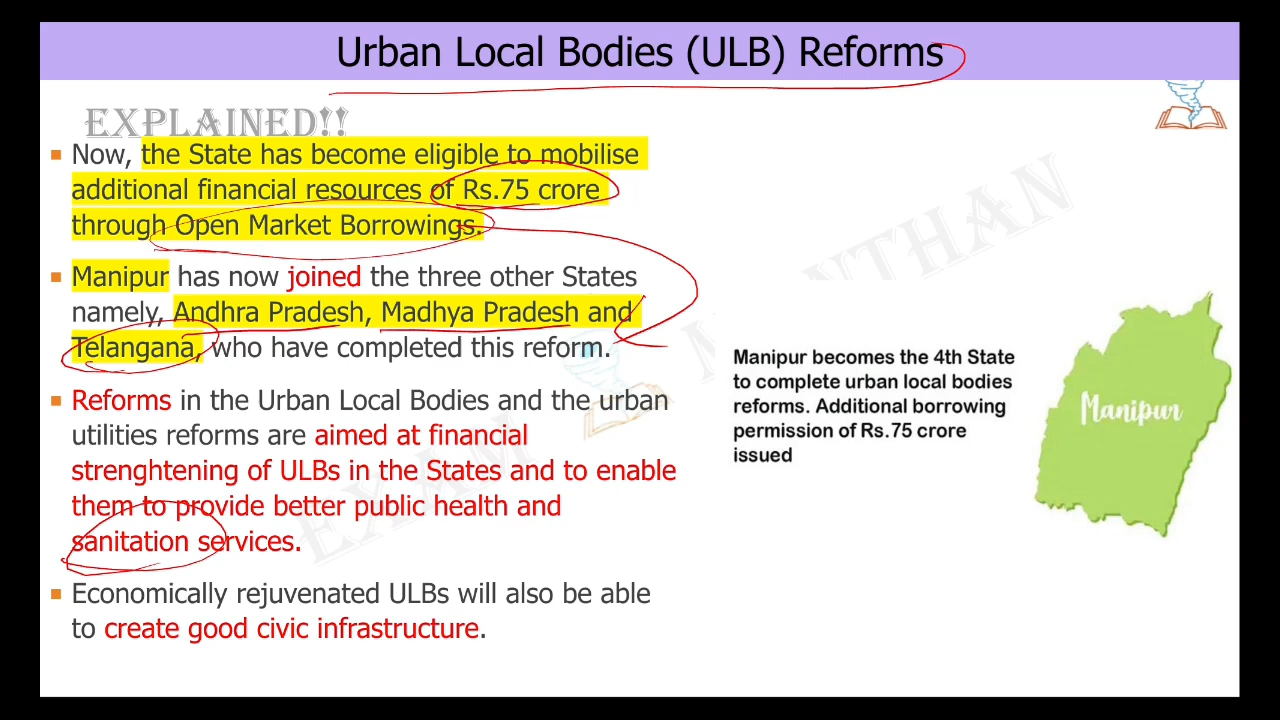 Urban Local Bodies (ULB) Reforms
EXPLAINED!!
Now, the State has become eligible to mobilise
additional financial resources of Rs.75 crore
through Open Market Borrowings.
Manipur has now joined the three other States
namely, Andhra Pradesh, Madhya Pradesh and
Telangana, who have completed this reform.
Reforms in the Urban Local Bodies and the urban
utilities reforms are aimed at financial
strenghtening of ULBs in the States and to enable
them to provide better public health and
sanitation services.
Economically rejuvenated ULBs will also be able
to create good civic infrastructure.
Manipur becomes the 4th State
to complete urban local bodies
reforms. Additional borrowing
permission of Rs.75 crore
issued
Manipur
EXAM